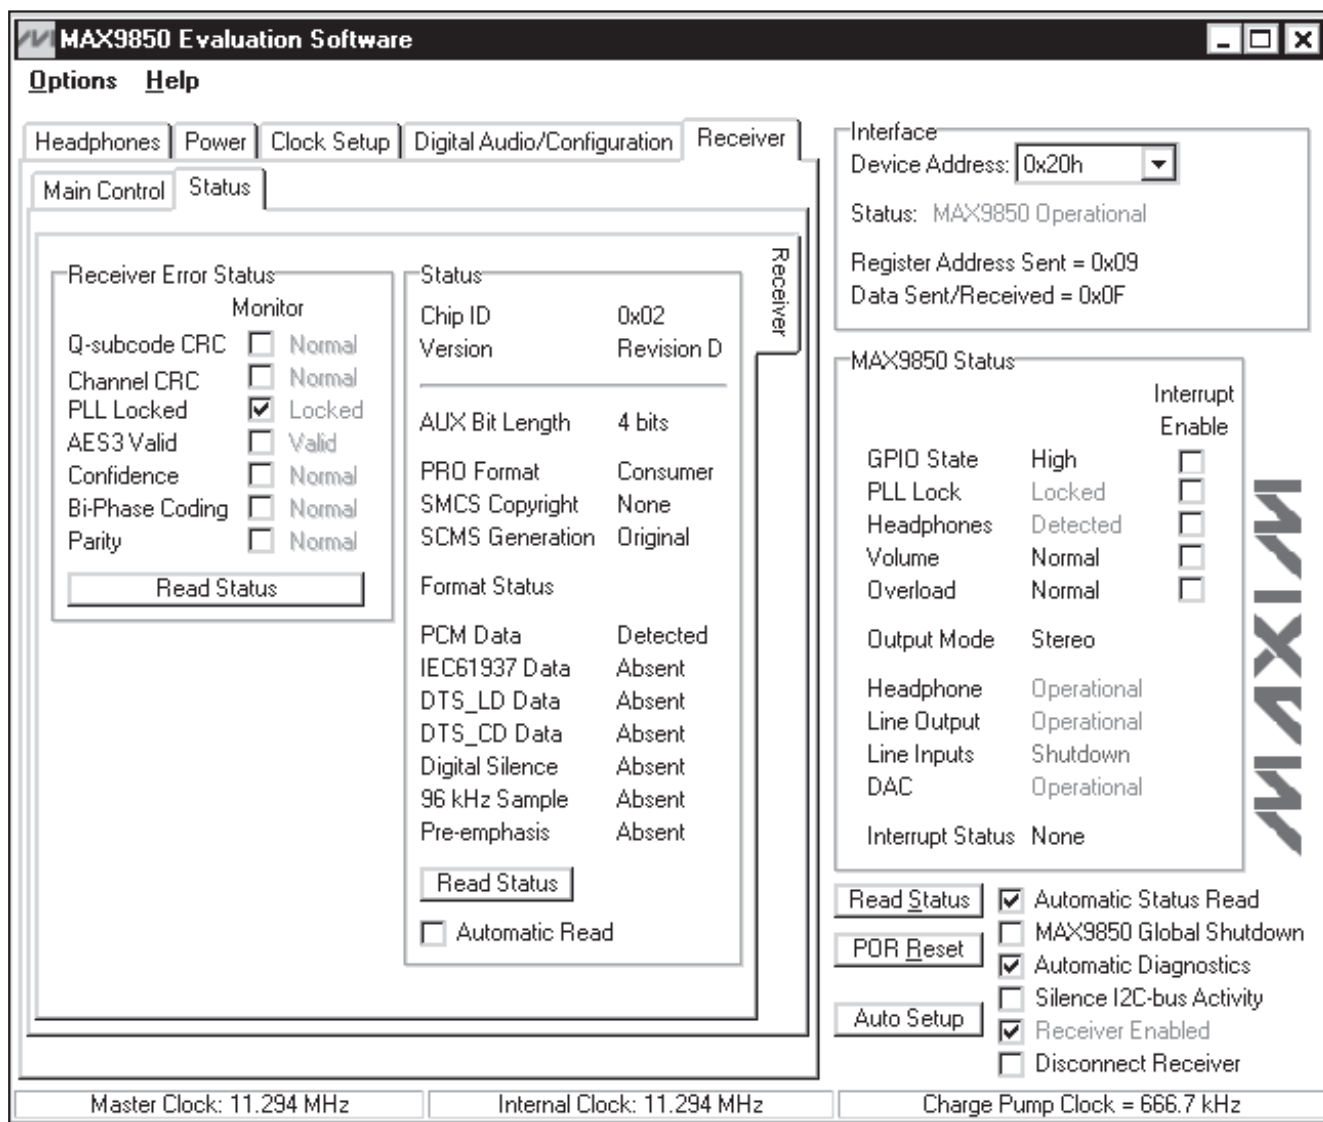 MAX9850 Evaluation Software
Options Help
Headphones Power Clock Setup Digital Audio/Configuration Receiver
Main Control Status
Receiver
Receiver Error Status
Monitor
Q-subcode CRC Normal
Channel CRC Normal
PLL Locked Locked
AES3 Valid Valid
Confidence Normal
Bi-Phase Coding Normal
Parity Normal
Read Status
Status
Chip ID 0x02
Version Revision D
AUX Bit Length 4 bits
PRO Format Consumer
SMCS Copyright None
SCMS Generation Original
Format Status
PCM Data Detected
IEC61937 Data Absent
DTS_LD Data Absent
DTS_CD Data Absent
Digital Silence Absent
96 kHz Sample Absent
Pre-emphasis Absent
Read Status
Automatic Read
Interface
Device Address: 0x20h
Status: MAX9850 Operational
Register Address Sent = 0x09
Data Sent/Received = 0x0F
MAX9850 Status
Interrupt
Enable
GPIO State High
PLL Lock Locked
Headphones Detected
Volume Normal
Overload Normal
Output Mode Stereo
Headphone Operational
Line Output Operational
Line Inputs Shutdown
DAC Operational
Interrupt Status None
MAXIM
Read Status Automatic Status Read
MAX9850 Global Shutdown
POR Reset
Automatic Diagnostics
Silence I2C-bus Activity
Auto Setup
Receiver Enabled
Disconnect Receiver
Master Clock: 11.294 MHz Internal Clock: 11.294 MHz Charge Pump Clock = 666.7 kHz